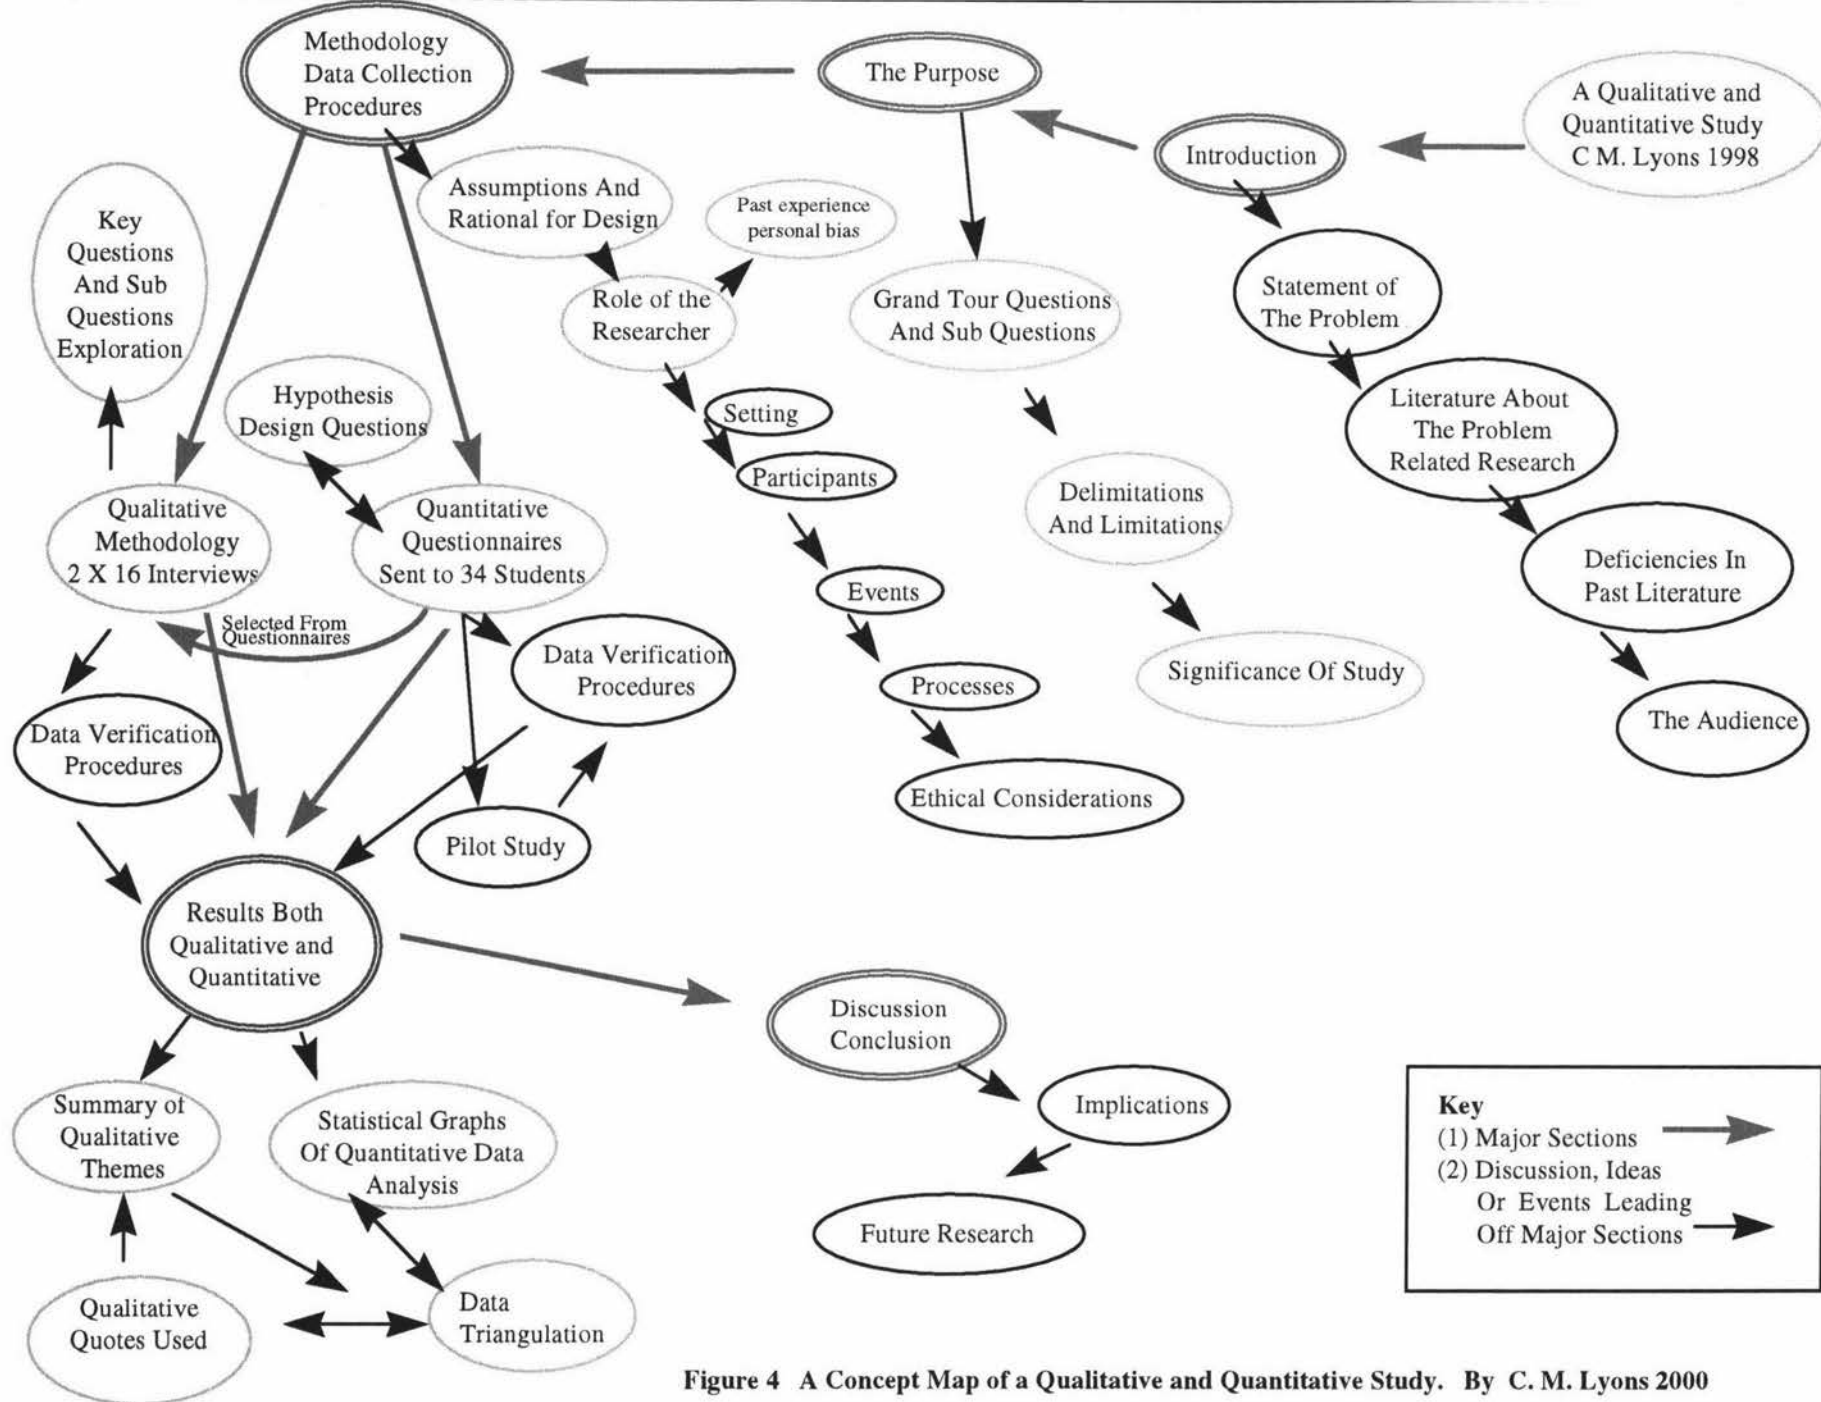 Methodology
Data Collection
Procedures
The Purpose
Introduction
A Qualitative and
Quantitative Study
C M. Lyons 1998
Key
Questions
And Sub
Questions
Exploration
Assumptions And
Rational for Design
Past experience
personal bias
Role of the
Researcher
Grand Tour Questions
And Sub Questions
Statement of
The Problem
Hypothesis
Design Questions
Setting
Participants
Literature About
The Problem
Related Research
Qualitative
Methodology
2 X 16 Interviews
Quantitative
Questionnaires
Sent to 34 Students
Delimitations
And Limitations
Deficiencies In
Past Literature
Events
Selected From
Questionnaires
Data Verification
Procedures
Processes
Significance Of Study
The Audience
Data Verification
Procedures
Ethical Considerations
Pilot Study
Results Both
Qualitative and
Quantitative
Discussion
Conclusion
Implications
Future Research
Summary of
Qualitative
Themes
Statistical Graphs
Of Quantitative Data
Analysis
Qualitative
Quotes Used
Data
Triangulation
Key
(1) Major Sections
(2) Discussion, Ideas
Or Events Leading
Off Major Sections
Figure 4 A Concept Map of a Qualitative and Quantitative Study. By C. M. Lyons 2000